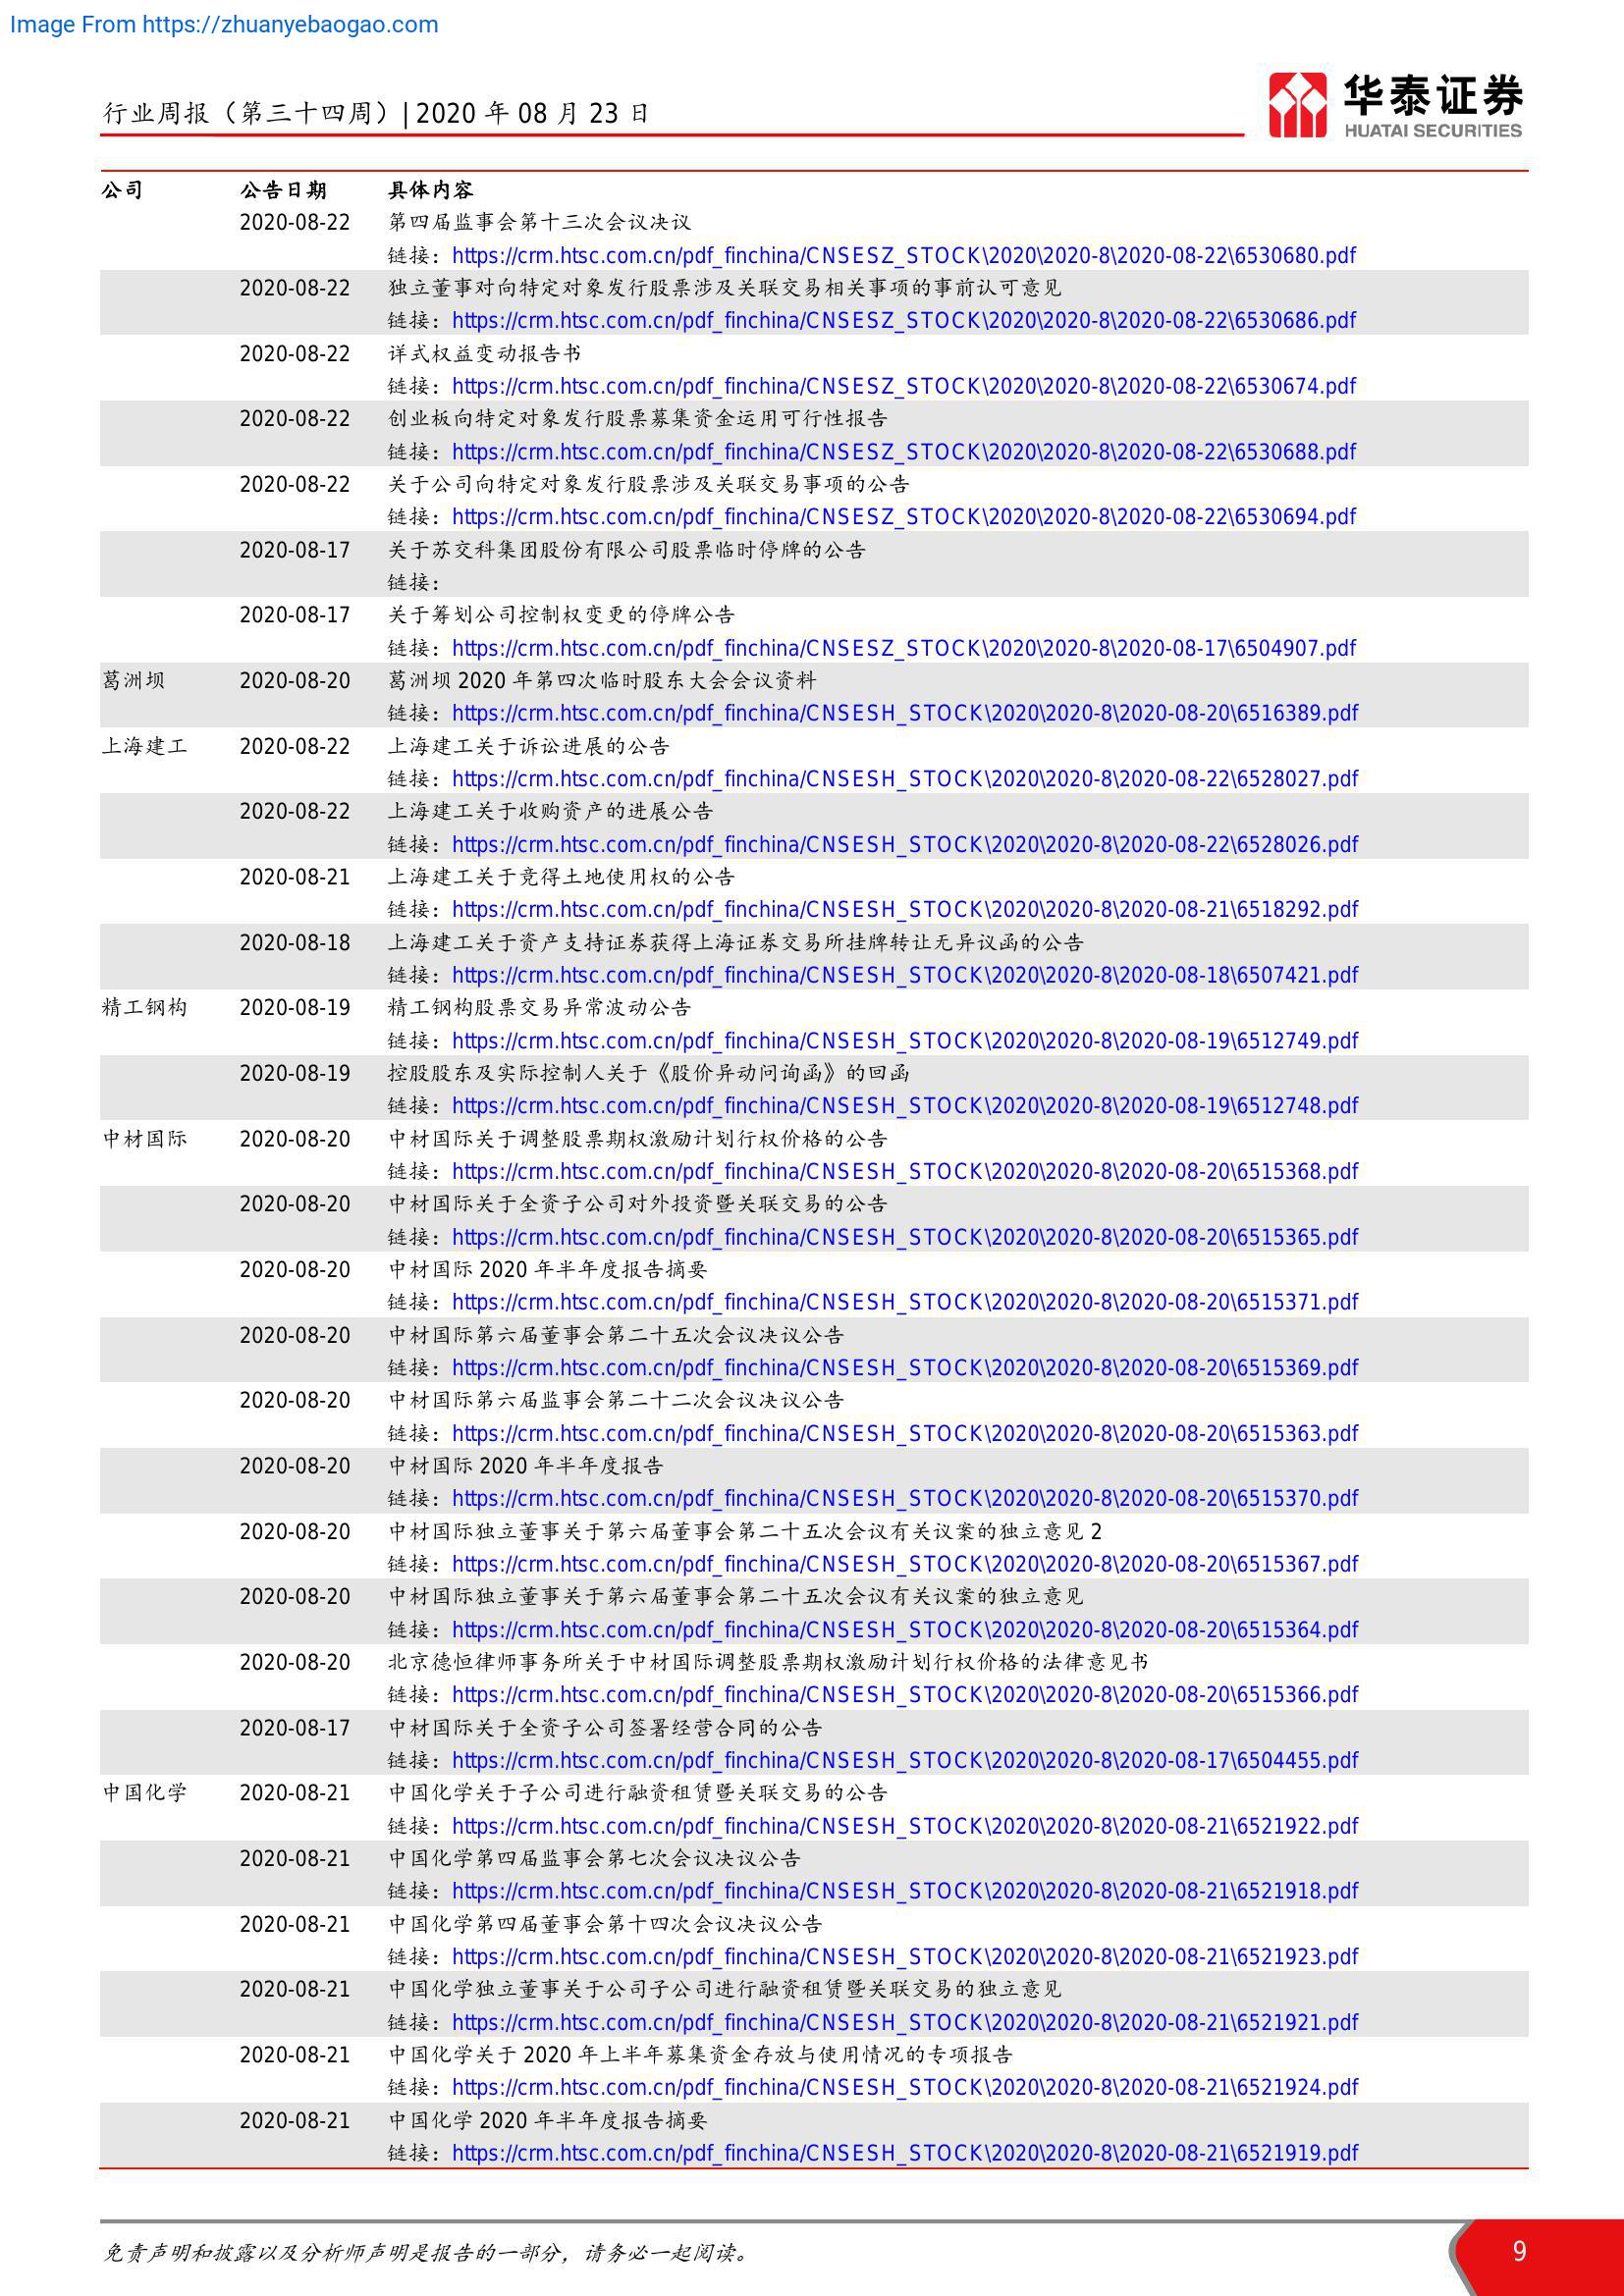 Image From https://zhuanyebaogao.com
行业周报（第三十四周）| 2020 年 08 月 23 日
华泰证券
HUATAI SECURITIES
公司 公告日期 具体内容
2020-08-22 第四届监事会第十三次会议决议
链接：https://crm.htsc.com.cn/pdf_finchina/CNSESZ_STOCK\2020\2020-8\2020-08-22\6530680.pdf
2020-08-22 独立董事对向特定对象发行股票涉及关联交易相关事项的事前认可意见
链接：https://crm.htsc.com.cn/pdf_finchina/CNSESZ_STOCK\2020\2020-8\2020-08-22\6530686.pdf
2020-08-22 详式权益变动报告书
链接：https://crm.htsc.com.cn/pdf_finchina/CNSESZ_STOCK\2020\2020-8\2020-08-22\6530674.pdf
2020-08-22 创业板向特定对象发行股票募集资金运用可行性报告
链接：https://crm.htsc.com.cn/pdf_finchina/CNSESZ_STOCK\2020\2020-8\2020-08-22\6530688.pdf
2020-08-22 关于公司向特定对象发行股票涉及关联交易事项的公告
链接：https://crm.htsc.com.cn/pdf_finchina/CNSESZ_STOCK\2020\2020-8\2020-08-22\6530694.pdf
2020-08-17 关于苏交科集团股份有限公司股票临时停牌的公告
链接：
2020-08-17 关于筹划公司控制权变更的停牌公告
链接：https://crm.htsc.com.cn/pdf_finchina/CNSESZ_STOCK\2020\2020-8\2020-08-17\6504907.pdf
葛洲坝 2020-08-20 葛洲坝 2020 年第四次临时股东大会会议资料
链接：https://crm.htsc.com.cn/pdf_finchina/CNSESH_STOCK\2020\2020-8\2020-08-20\6516389.pdf
上海建工 2020-08-22 上海建工关于诉讼进展的公告
链接：https://crm.htsc.com.cn/pdf_finchina/CNSESH_STOCK\2020\2020-8\2020-08-22\6528027.pdf
2020-08-22 上海建工关于收购资产的进展公告
链接：https://crm.htsc.com.cn/pdf_finchina/CNSESH_STOCK\2020\2020-8\2020-08-22\6528026.pdf
2020-08-21 上海建工关于竞得土地使用权的公告
链接：https://crm.htsc.com.cn/pdf_finchina/CNSESH_STOCK\2020\2020-8\2020-08-21\6518292.pdf
2020-08-18 上海建工关于资产支持证券获得上海证券交易所挂牌转让无异议函的公告
链接：https://crm.htsc.com.cn/pdf_finchina/CNSESH_STOCK\2020\2020-8\2020-08-18\6507421.pdf
精工钢构 2020-08-19 精工钢构股票交易异常波动公告
链接：https://crm.htsc.com.cn/pdf_finchina/CNSESH_STOCK\2020\2020-8\2020-08-19\6512749.pdf
2020-08-19 控股股东及实际控制人关于《股价异动问询函》的回函
链接：https://crm.htsc.com.cn/pdf_finchina/CNSESH_STOCK\2020\2020-8\2020-08-19\6512748.pdf
中材国际 2020-08-20 中材国际关于调整股票期权激励计划行权价格的公告
链接：https://crm.htsc.com.cn/pdf_finchina/CNSESH_STOCK\2020\2020-8\2020-08-20\6515368.pdf
2020-08-20 中材国际关于全资子公司对外投资暨关联交易的公告
链接：https://crm.htsc.com.cn/pdf_finchina/CNSESH_STOCK\2020\2020-8\2020-08-20\6515365.pdf
2020-08-20 中材国际 2020 年半年度报告摘要
链接：https://crm.htsc.com.cn/pdf_finchina/CNSESH_STOCK\2020\2020-8\2020-08-20\6515371.pdf
2020-08-20 中材国际第六届董事会第二十五次会议决议公告
链接：https://crm.htsc.com.cn/pdf_finchina/CNSESH_STOCK\2020\2020-8\2020-08-20\6515369.pdf
2020-08-20 中材国际第六届监事会第二十二次会议决议公告
链接：https://crm.htsc.com.cn/pdf_finchina/CNSESH_STOCK\2020\2020-8\2020-08-20\6515363.pdf
2020-08-20 中材国际 2020 年半年度报告
链接：https://crm.htsc.com.cn/pdf_finchina/CNSESH_STOCK\2020\2020-8\2020-08-20\6515370.pdf
2020-08-20 中材国际独立董事关于第六届董事会第二十五次会议有关议案的独立意见 2
链接：https://crm.htsc.com.cn/pdf_finchina/CNSESH_STOCK\2020\2020-8\2020-08-20\6515367.pdf
2020-08-20 中材国际独立董事关于第六届董事会第二十五次会议有关议案的独立意见
链接：https://crm.htsc.com.cn/pdf_finchina/CNSESH_STOCK\2020\2020-8\2020-08-20\6515364.pdf
2020-08-20 北京德恒律师事务所关于中材国际调整股票期权激励计划行权价格的法律意见书
链接：https://crm.htsc.com.cn/pdf_finchina/CNSESH_STOCK\2020\2020-8\2020-08-20\6515366.pdf
2020-08-17 中材国际关于全资子公司签署经营合同的公告
链接：https://crm.htsc.com.cn/pdf_finchina/CNSESH_STOCK\2020\2020-8\2020-08-17\6504455.pdf
中国化学 2020-08-21 中国化学关于子公司进行融资租赁暨关联交易的公告
链接：https://crm.htsc.com.cn/pdf_finchina/CNSESH_STOCK\2020\2020-8\2020-08-21\6521922.pdf
2020-08-21 中国化学第四届监事会第七次会议决议公告
链接：https://crm.htsc.com.cn/pdf_finchina/CNSESH_STOCK\2020\2020-8\2020-08-21\6521918.pdf
2020-08-21 中国化学第四届董事会第十四次会议决议公告
链接：https://crm.htsc.com.cn/pdf_finchina/CNSESH_STOCK\2020\2020-8\2020-08-21\6521923.pdf
2020-08-21 中国化学独立董事关于公司子公司进行融资租赁暨关联交易的独立意见
链接：https://crm.htsc.com.cn/pdf_finchina/CNSESH_STOCK\2020\2020-8\2020-08-21\6521921.pdf
2020-08-21 中国化学关于 2020 年上半年募集资金存放与使用情况的专项报告
链接：https://crm.htsc.com.cn/pdf_finchina/CNSESH_STOCK\2020\2020-8\2020-08-21\6521924.pdf
2020-08-21 中国化学 2020 年半年度报告摘要
链接：https://crm.htsc.com.cn/pdf_finchina/CNSESH_STOCK\2020\2020-8\2020-08-21\6521919.pdf
免责声明和披露以及分析师声明是报告的一部分，请务必一起阅读。
9